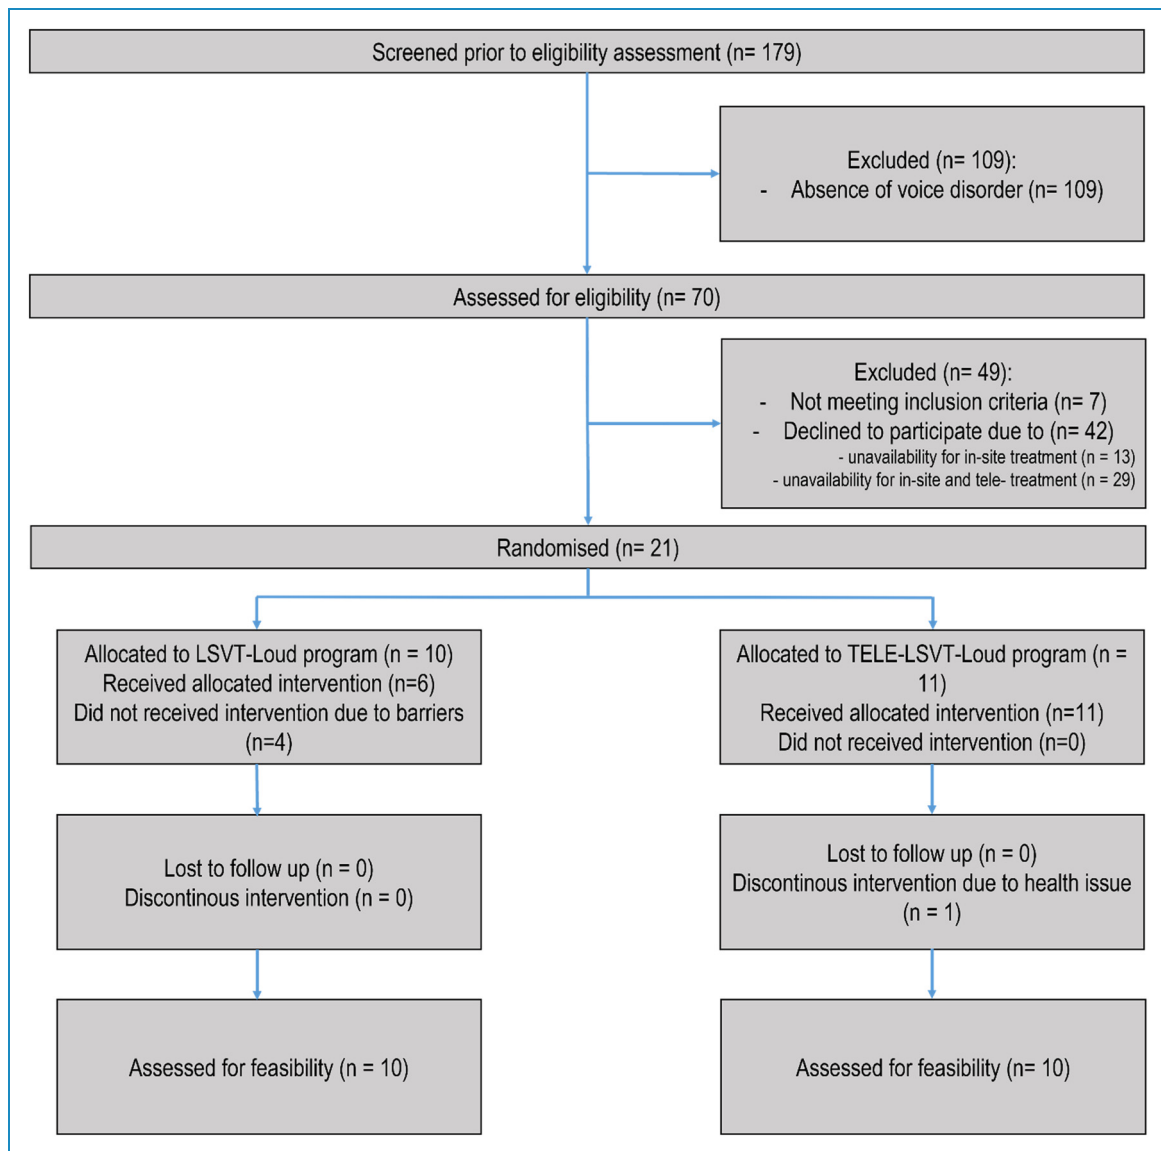 Screened prior to eligibility assessment (n= 179)
Excluded (n= 109):
- Absence of voice disorder (n= 109)
Assessed for eligibility (n= 70)
Excluded (n= 49):
- Not meeting inclusion criteria (n= 7)
- Declined to participate due to (n= 42)
- unavailability for in-site treatment (n = 13)
- unavailability for in-site and tele- treatment (n = 29)
Randomised (n= 21)
Allocated to LSVT-Loud program (n = 10)
Received allocated intervention (n=6)
Did not received intervention due to barriers
(n=4)
Allocated to TELE-LSVT-Loud program (n =
11)
Received allocated intervention (n=11)
Did not received intervention (n=0)
Lost to follow up (n = 0)
Discontinous intervention (n = 0)
Lost to follow up (n = 0)
Discontinous intervention due to health issue
(n = 1)
Assessed for feasibility (n = 10)
Assessed for feasibility (n= 10)